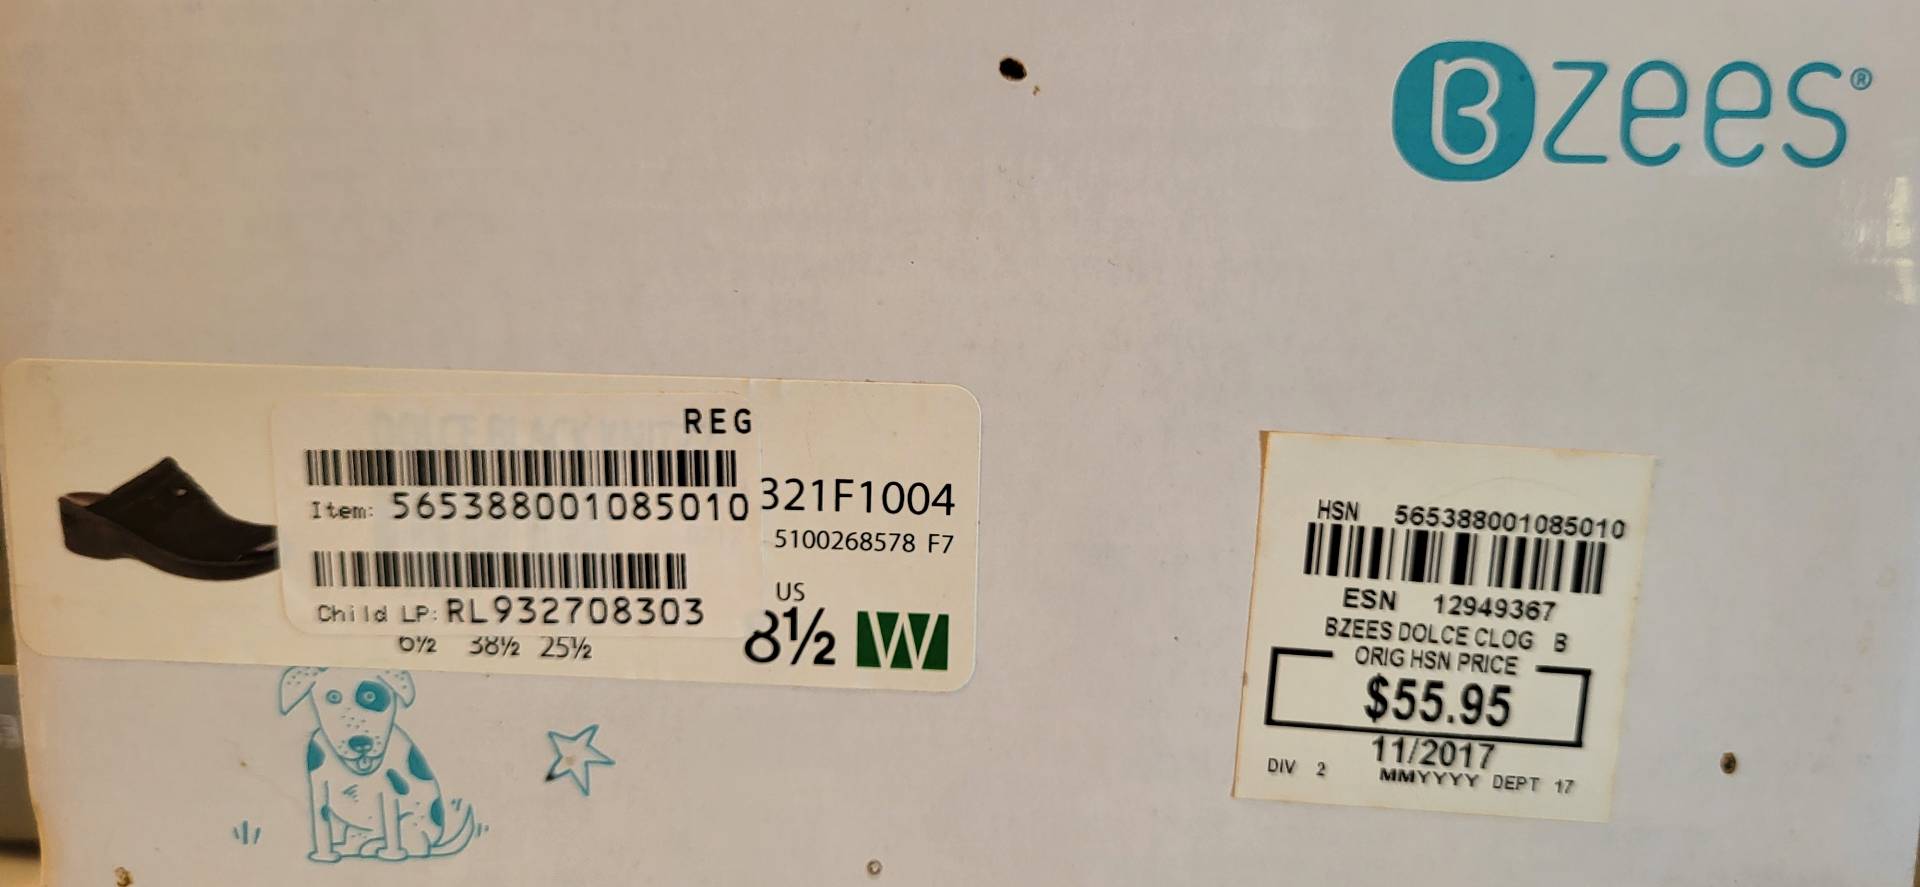 Bzees®
REG
Item: 565388001085010
Child LP: RL932708303
321F1004
5100268578 F7
US
8½ W
6½ 38½ 25½
HSN 565388001085010
ESN 12949367
BZEES DOLCE CLOG B
ORIG HSN PRICE
$55.95
11/2017
DIV 2 MMYYYY DEPT 17